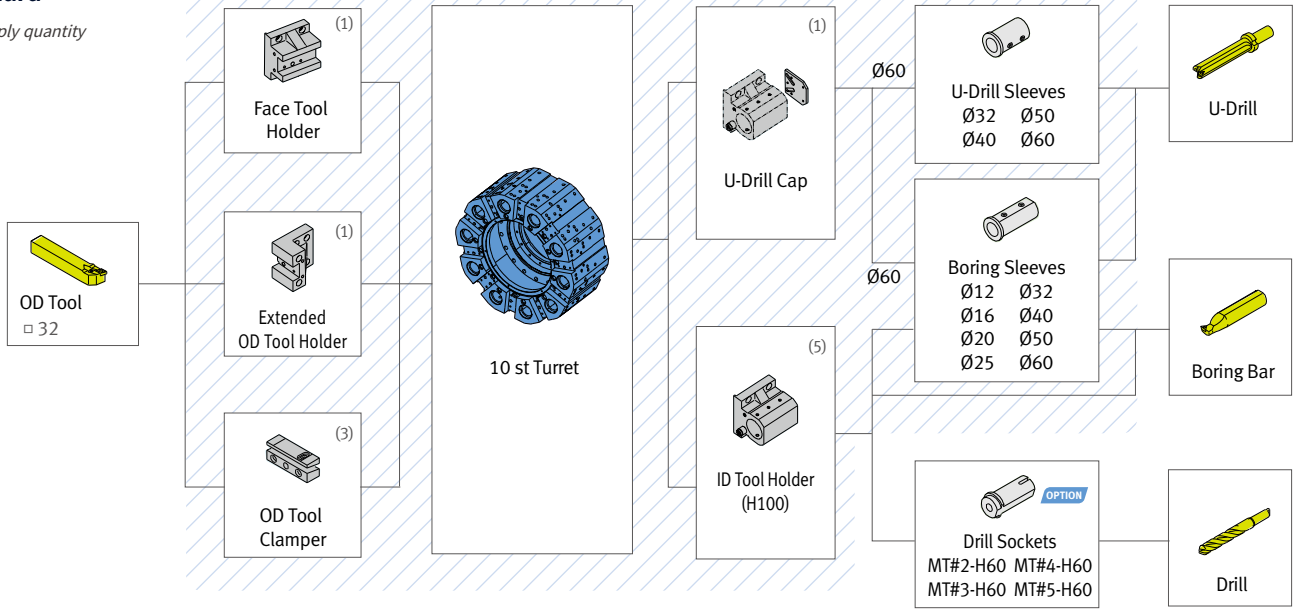 (1)
Face Tool
Holder
OD Tool
□ 32
(1)
Extended
OD Tool Holder
(3)
OD Tool
Clamper
10 st Turret
(1)
U-Drill Cap
(5)
ID Tool Holder
(H100)
Ø60
Ø60
U-Drill Sleeves
Ø32 Ø50
Ø40 Ø60
Boring Sleeves
Ø12 Ø32
Ø16 Ø40
Ø20 Ø50
Ø25 Ø60
OPTION
Drill Sockets
MT#2-H60 MT#4-H60
MT#3-H60 MT#5-H60
U-Drill
Boring Bar
Drill
quantity